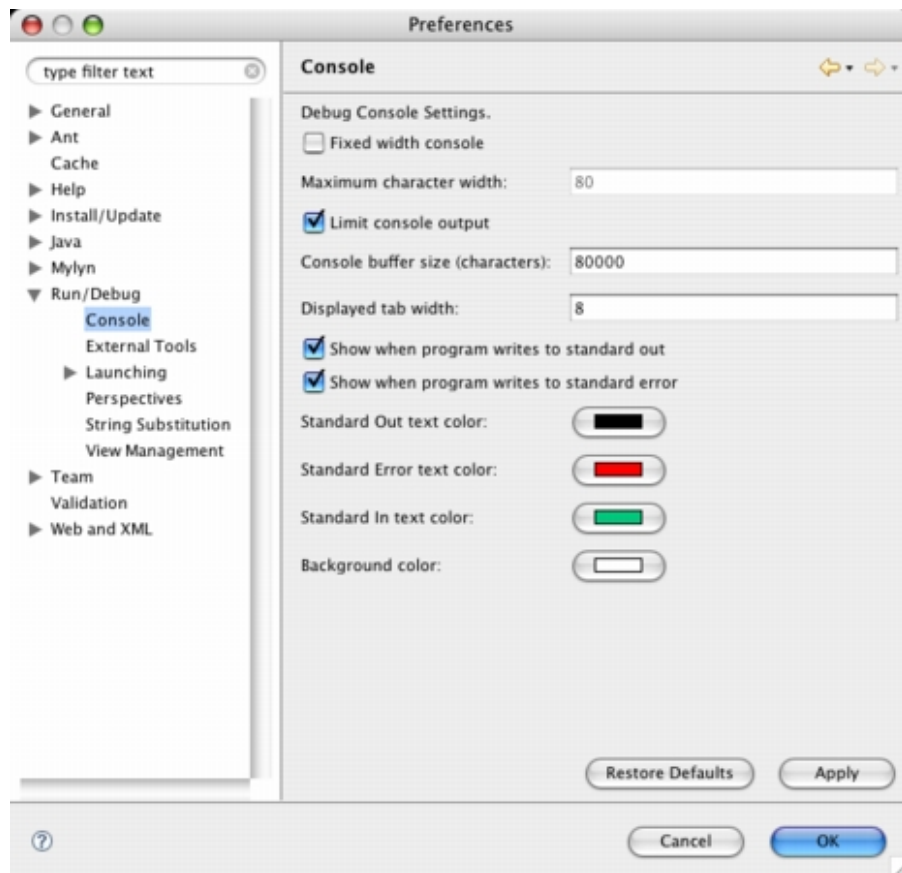 Preferences
type filter text
General
Ant
Cache
Help
Install/Update
Java
Mylyn
Run/Debug
Console
External Tools
Launching
Perspectives
String Substitution
View Management
Team
Validation
Web and XML
Console
Debug Console Settings.
Fixed width console
Maximum character width: 80
Limit console output
Console buffer size (characters): 80000
Displayed tab width: 8
Show when program writes to standard out
Show when program writes to standard error
Standard Out text color:
Standard Error text color:
Standard In text color:
Background color:
Restore Defaults Apply
? Cancel OK